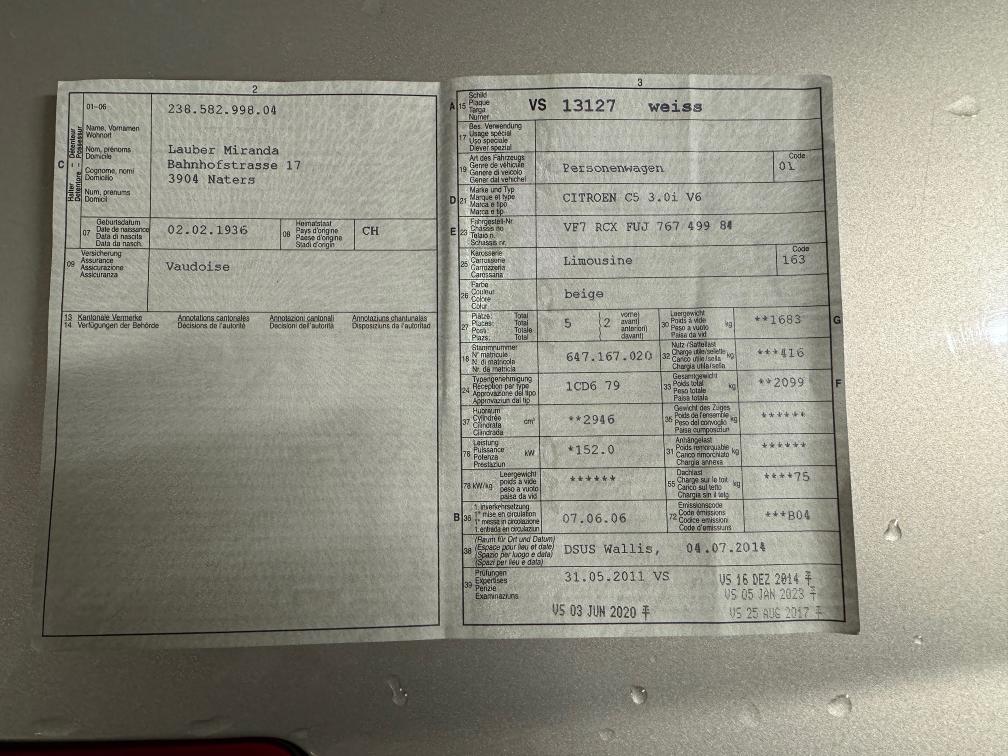 2
01-06
238.582.998.04
Halter – Détenteur
Detentore – Possessur
C
Name, Vornamen
Wohnort
Nom, prénoms
Domicile
Cognome, nomi
Domicilio
Num, prenums
Domicil
Lauber Miranda
Bahnhofstrasse 17
3904 Naters
07
Geburtsdatum
Date de naissance
Data di nascita
Data da nasch.
02.02.1936
08
Heimatstaat
Pays d'origine
Paese d'origine
Stadi d'origin
CH
09
Versicherung
Assurance
Assicurazione
Assicuranza
Vaudoise
13 Kantonale Vermerke Annotations cantonales Annotazioni cantonali Annotaziuns chantunalas
14 Verfügungen der Behörde Décisions de l'autorité Decisioni dell'autorità Disposiziuns da l'autoritad
3
A 15
Schild
Plaque
Targa
Numer
VS 13127 weiss
17
Bes. Verwendung
Usage spécial
Uso speciale
Diever spezial
19
Art des Fahrzeugs
Genre de véhicule
Genere di veicolo
Gener dal vehichel
Personenwagen
Code
01
D 21
Marke und Typ
Marque et type
Marca e tipo
Marca e tip
CITROEN C5 3.0i V6
E 23
Fahrgestell-Nr.
Châssis no
Telaio n.
Schassis nr.
VF7 RCX FUJ 767 499 84
25
Karosserie
Carrosserie
Carrozzeria
Carossaria
Limousine
Code
163
26
Farbe
Couleur
Colore
Colur
beige
27
Plätze: Total
Places: Total
Posti: Totale
Plazs: Total
5
2
vorne)
avant)
anteriori)
davant)
30
Leergewicht
Poids à vide
Peso a vuoto
Paisa da vid
kg
**1683
G
18
Stammnummer
N° matricule
N. di matricola
Nr. da matricla
647.167.020
32
Nutz-/Sattellast
Charge utile/sellette
Carico utile/sella
Chargia utila/sella
kg
***416
24
Typengenehmigung
Réception par type
Approvazione del tipo
Approvaziun dal tip
1CD6 79
33
Gesamtgewicht
Poids total
Peso totale
Paisa totala
kg
**2099
F
37
Hubraum
Cylindrée
Cilindrata
Cilindrada
cm³
**2946
35
Gewicht des Zuges
Poids de l'ensemble
Peso del convoglio
Paisa cumposiziun
kg
******
76
Leistung
Puissance
Potenza
Prestaziun
kW
*152.0
31
Anhängelast
Poids remorquable
Carico rimorchiato
Chargia annexa
kg
******
78 kW/kg
Leergewicht
poids à vide
peso a vuoto
paisa da vid
******
55
Dachlast
Charge sur le toit
Carico sul tetto
Chargia sin il tetg
kg
****75
B 36
1. Inverkehrsetzung
1re mise en circulation
1a messa in circolazione
1. entrada en circulaziun
07.06.06
72
Emissionscode
Code émissions
Codice emissioni
Code d'emissiuns
***B04
38
(Raum für Ort und Datum)
(Espace pour lieu et date)
(Spazio per luogo e data)
(Spazi per lieu e data)
DSUS Wallis, 04.07.2014
39
Prüfungen
Expertises
Perizie
Examinaziuns
31.05.2011 VS
VS 16 DEZ 2014
VS 05 JAN 2023
VS 03 JUN 2020
VS 25 AUG 2017